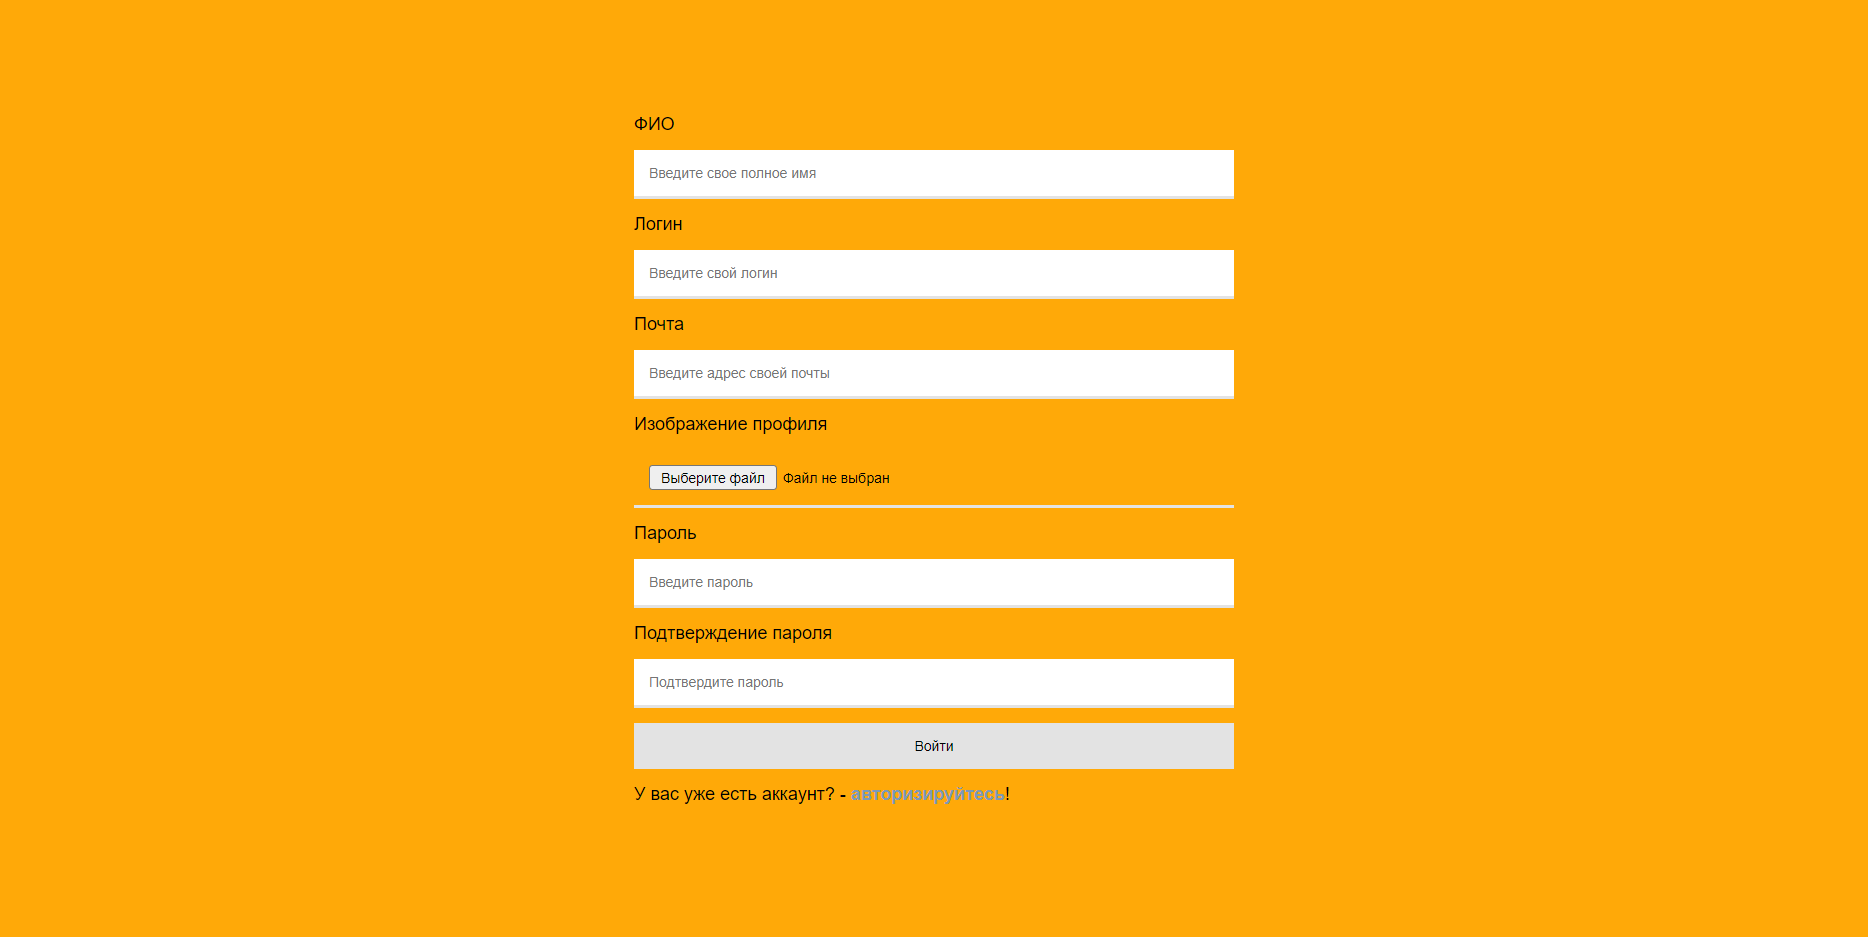 ФИО
Введите свое полное имя
Логин
Введите свой логин
Почта
Введите адрес своей почты
Изображение профиля
Выберите файл Файл не выбран
Пароль
Введите пароль
Подтверждение пароля
Подтвердите пароль
Войти
У вас уже есть аккаунт? - авторизируйтесь!